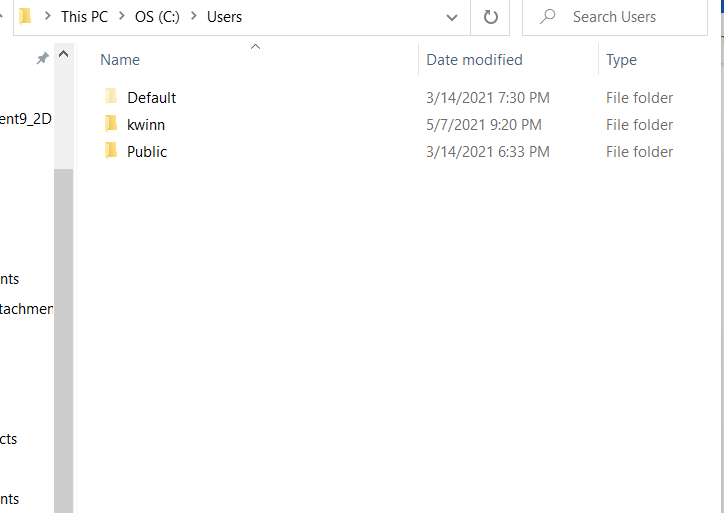 This PC > OS (C:) > Users
Search Users
Name Date modified Type
Default 3/14/2021 7:30 PM File folder
ent9_2D
kwinn 5/7/2021 9:20 PM File folder
Public 3/14/2021 6:33 PM File folder
nts
tachmen
cts
nts